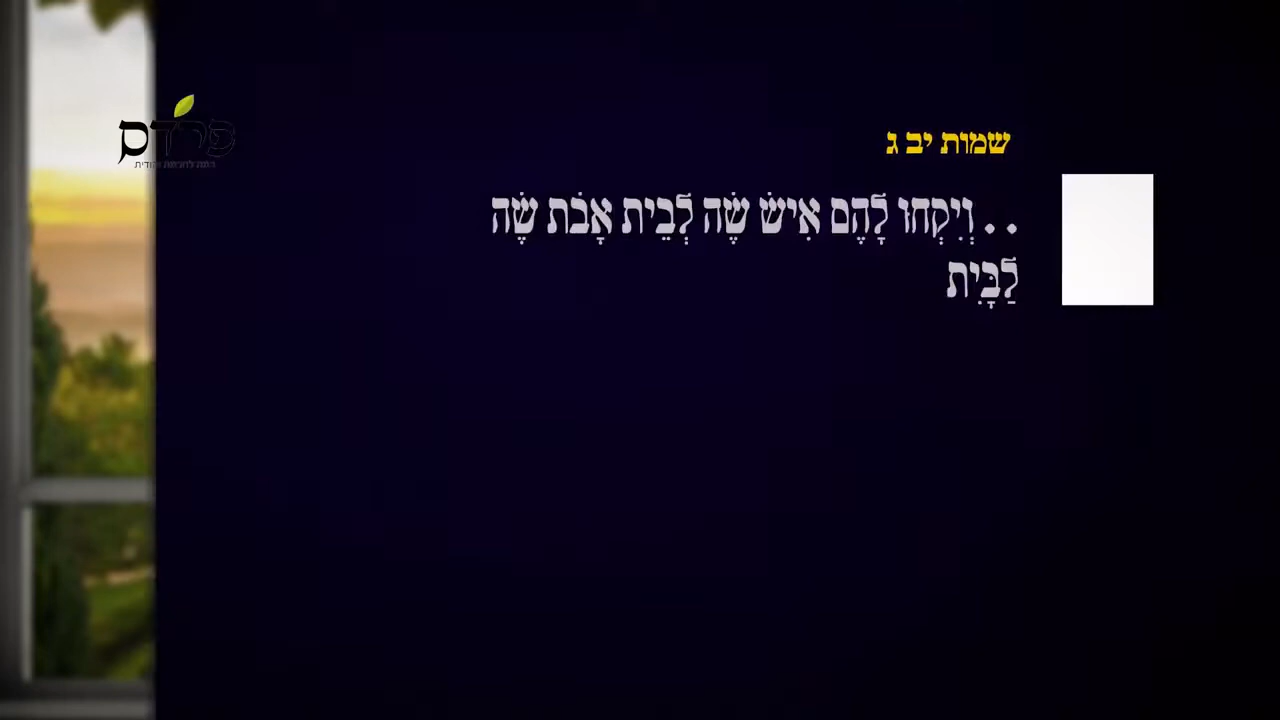 פרדס
שמות יב ג
..וְיִקְחוּ לָהֶם אִישׁ שֶׂה לְבֵית אָבֹת שֶׂה
לַבָּיִת